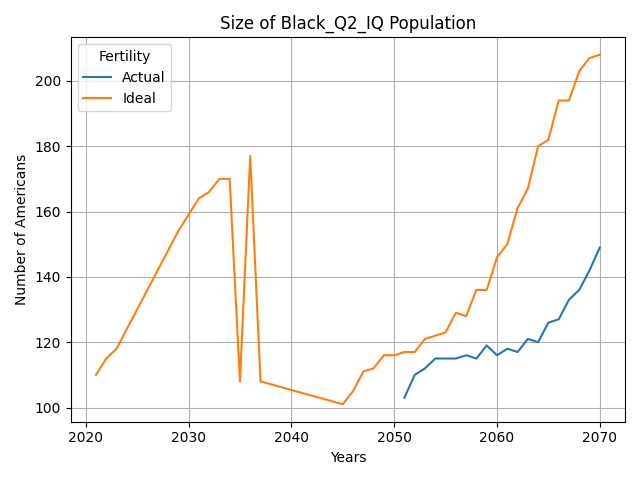 Size of Black_Q2_IQ Population
Fertility
Actual
Ideal
Number of Americans
200
180
160
140
120
100
2020
2030
2040
2050
2060
2070
Years